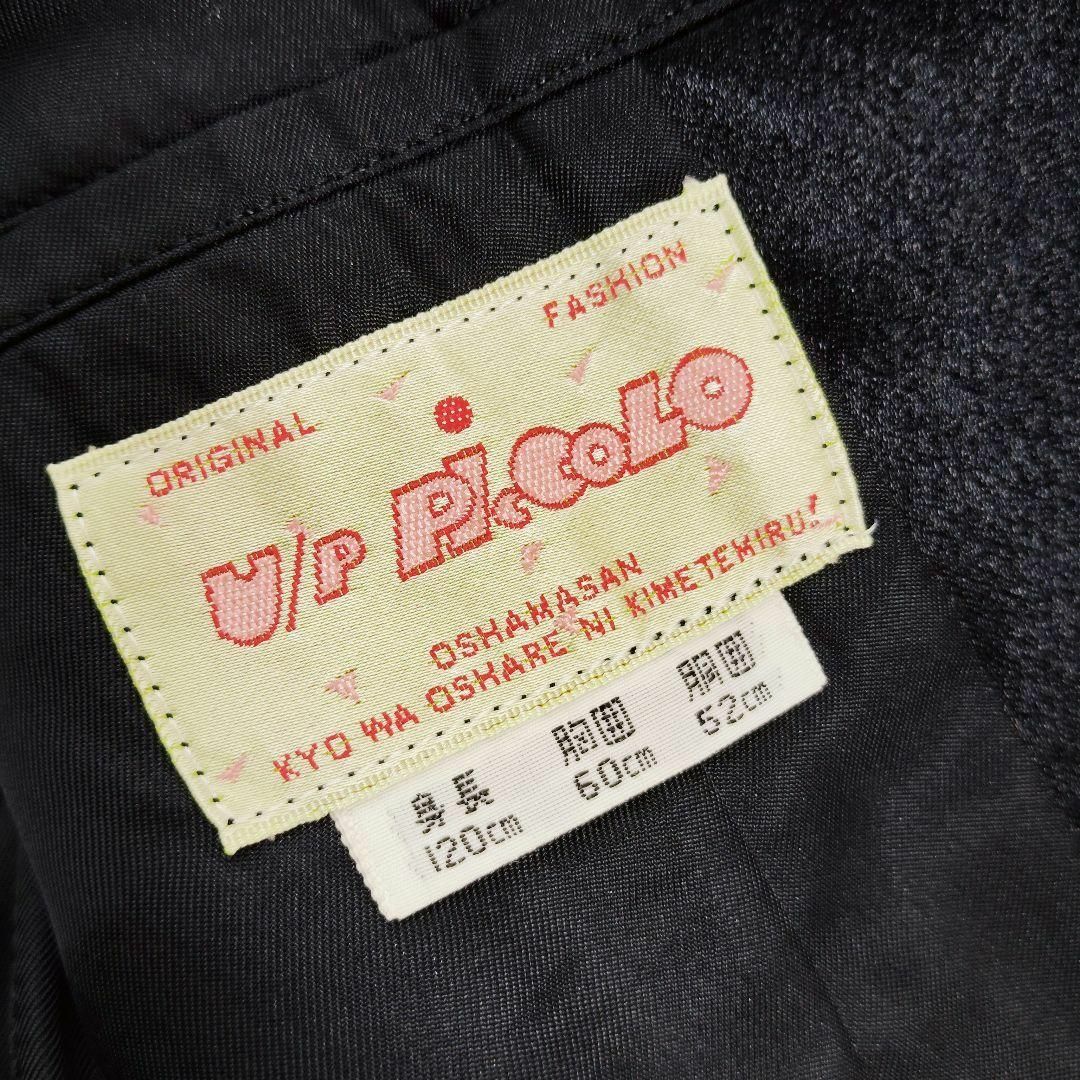 ORIGINAL FASHION
U/P PiccoLo
OSHAMASAN
KYO WA OSHARE NI KIMETEMIRU!
身長 胸囲 胴囲
120cm 60cm 52cm